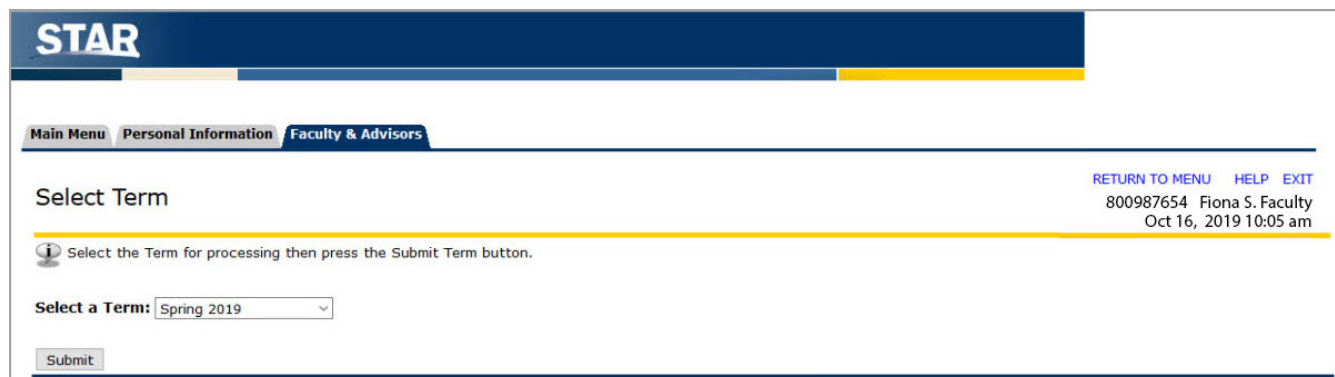 STAR
Main Menu Personal Information Faculty & Advisors
RETURN TO MENU HELP EXIT
Select Term
800987654 Fiona S. Faculty
Oct 16, 2019 10:05 am
Select the Term for processing then press the Submit Term button.
Select a Term: Spring 2019
Submit